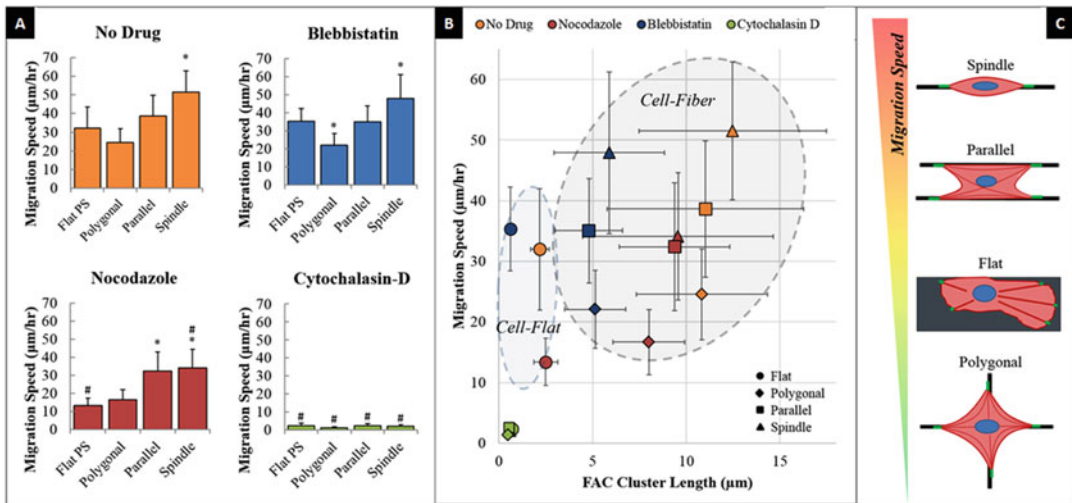 A
No Drug
Migration Speed (µm/hr)
70
60
50
40
30
20
10
0
*
Flat PS
Polygonal
Parallel
Spindle
Blebbistatin
Migration Speed (µm/hr)
70
60
50
40
30
20
10
0
*
*
Flat PS
Polygonal
Parallel
Spindle
Nocodazole
Migration Speed (µm/hr)
70
60
50
40
30
20
10
0
#
*
#
*
Flat PS
Polygonal
Parallel
Spindle
Cytochalasin-D
Migration Speed (µm/hr)
70
60
50
40
30
20
10
0
#
#
#
#
Flat PS
Polygonal
Parallel
Spindle
B
No Drug Nocodazole Blebbistatin Cytochalasin D
Migration Speed (µm/hr)
60
50
40
30
20
10
0
Cell-Fiber
Cell-Flat
Flat
Polygonal
Parallel
Spindle
0 5 10 15
FAC Cluster Length (µm)
C
Migration Speed
Spindle
Parallel
Flat
Polygonal